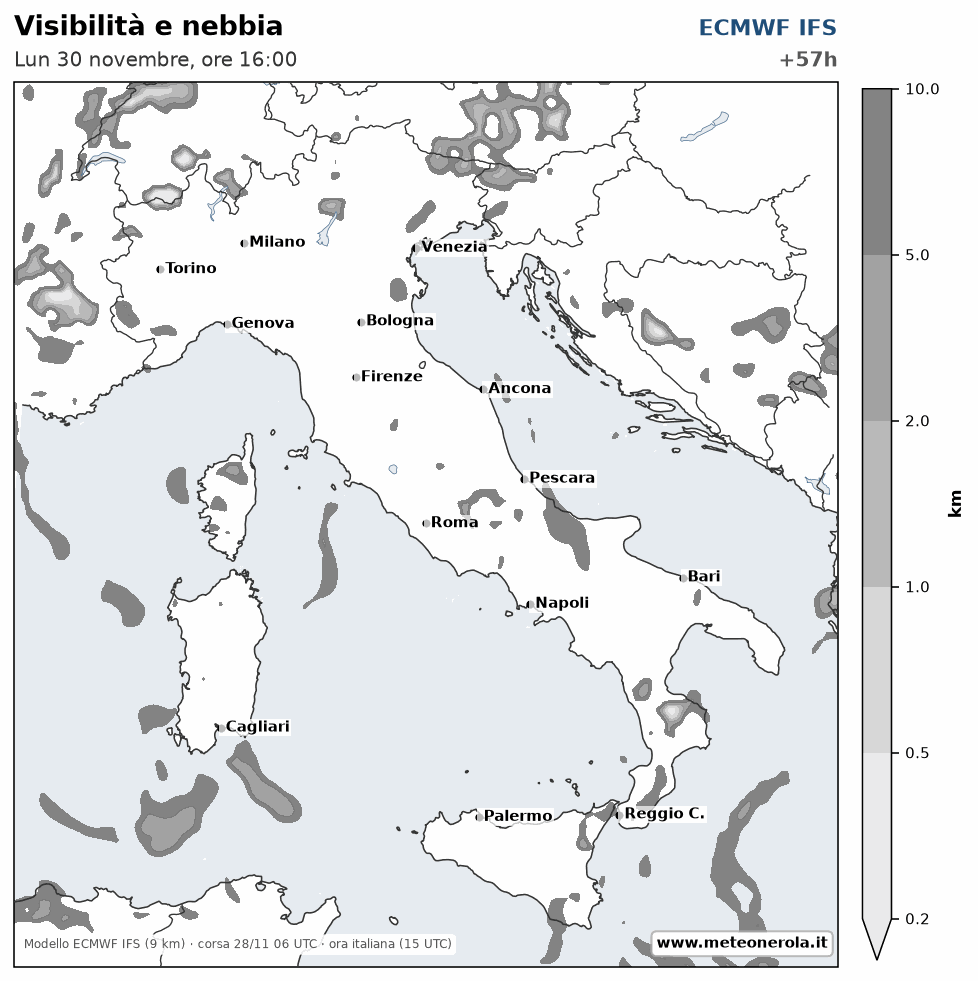 Visibilità e nebbia
ECMWF IFS
Lun 30 novembre, ore 16:00
+57h
10.0
5.0
2.0
1.0
0.5
0.2
km
Milano
Venezia
Torino
Genova
Bologna
Firenze
Ancona
Pescara
Roma
Bari
Napoli
Cagliari
Palermo
Reggio C.
Modello ECMWF IFS (9 km) · corsa 28/11 06 UTC · ora italiana (15 UTC)
www.meteonerola.it